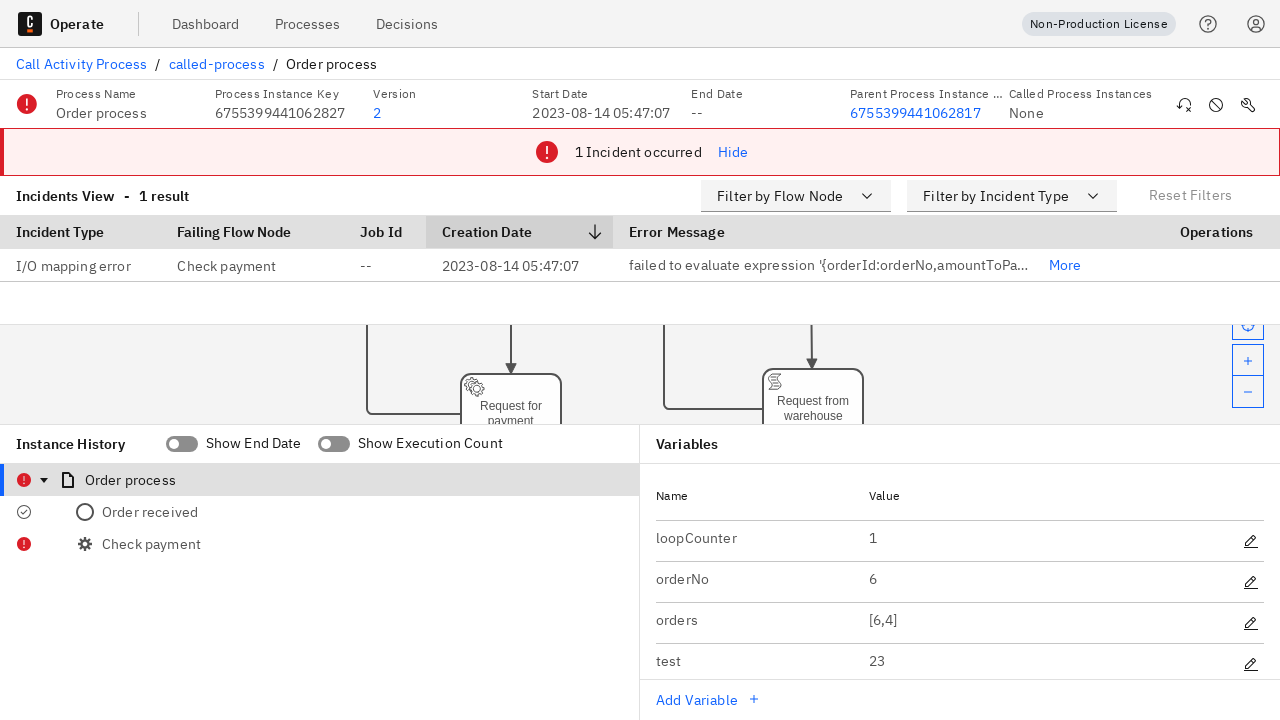 Operate Dashboard Processes Decisions Non-Production License
Call Activity Process / called-process / Order process
Process Name Process Instance Key Version Start Date End Date Parent Process Instance ... Called Process Instances
Order process 6755399441062827 2 2023-08-14 05:47:07 -- 6755399441062817 None
1 Incident occurred Hide
Incidents View - 1 result Filter by Flow Node Filter by Incident Type Reset Filters
Incident Type Failing Flow Node Job Id Creation Date Error Message Operations
I/O mapping error Check payment -- 2023-08-14 05:47:07 failed to evaluate expression '{orderId:orderNo,amountToPa... More
Request for
payment
Request from
warehouse
Instance History Show End Date Show Execution Count
Order process
Order received
Check payment
Variables
Name Value
loopCounter 1
orderNo 6
orders [6,4]
test 23
Add Variable +